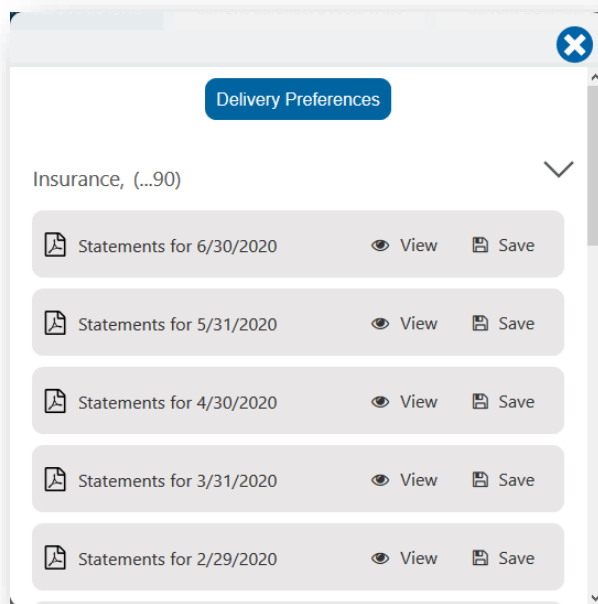 Delivery Preferences
Insurance, (...90)
Statements for 6/30/2020 View Save
Statements for 5/31/2020 View Save
Statements for 4/30/2020 View Save
Statements for 3/31/2020 View Save
Statements for 2/29/2020 View Save